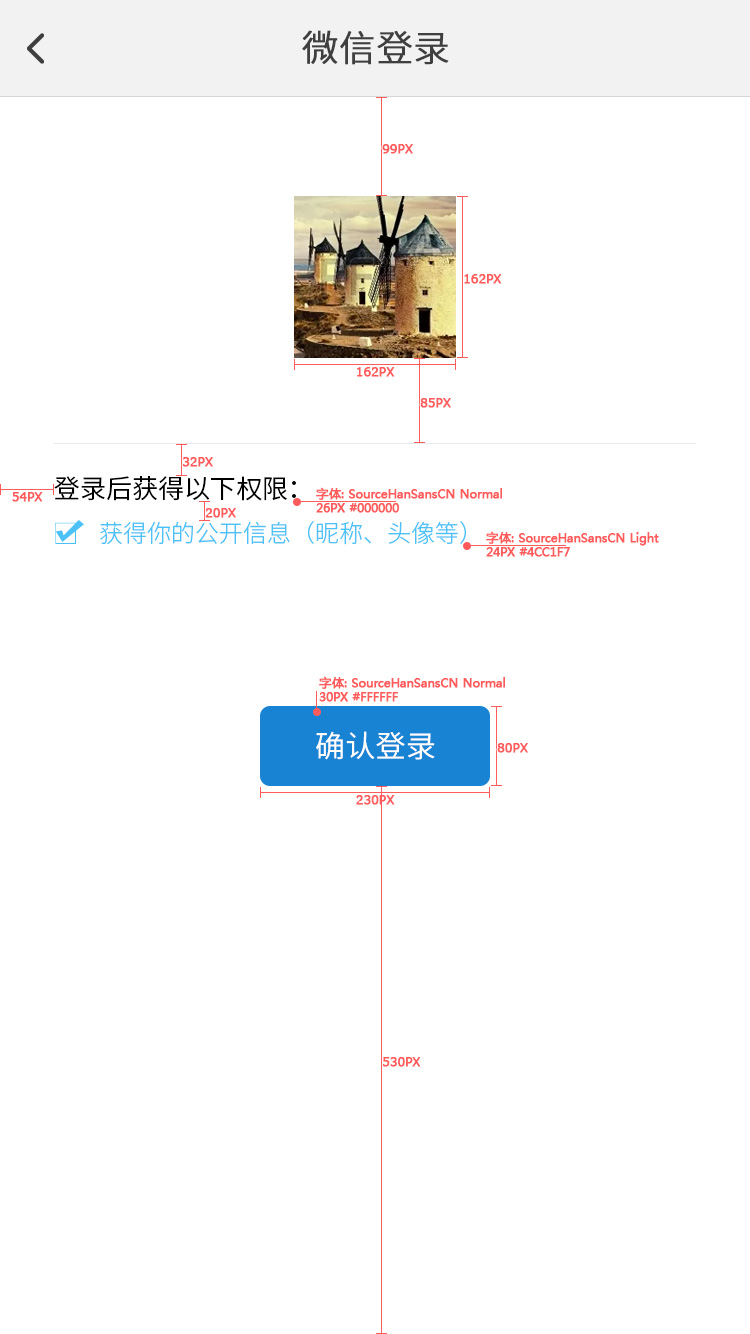 微信登录
99PX
162PX
162PX
85PX
32PX
登录后获得以下权限：
54PX
字体: SourceHanSansCN Normal
26PX #000000
20PX
获得你的公开信息（昵称、头像等）
字体: SourceHanSansCN Light
24PX #4CC1F7
字体: SourceHanSansCN Normal
30PX #FFFFFF
确认登录
80PX
230PX
530PX